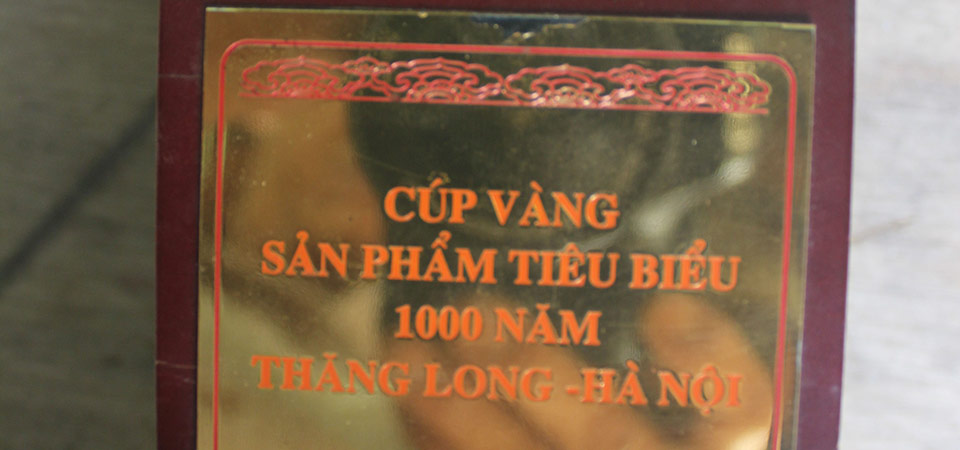 CÚP VÀNG
SẢN PHẨM TIÊU BIỂU
1000 NĂM
THĂNG LONG -HÀ NỘI